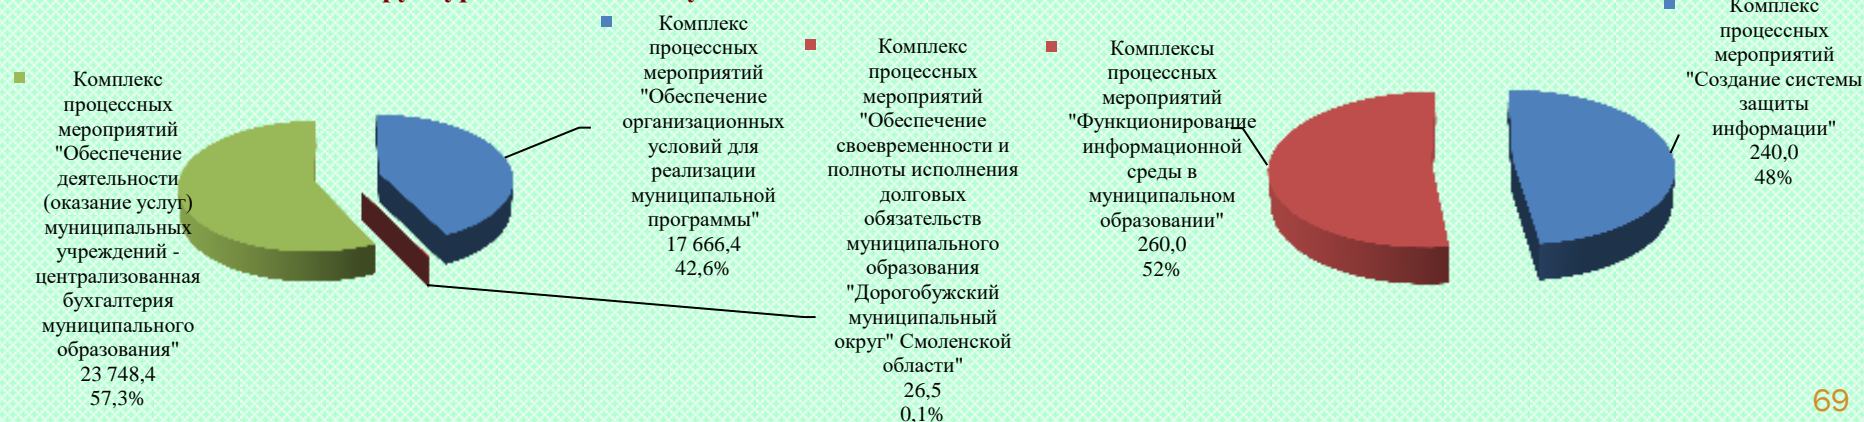 Комплекс
процессных
мероприятий
"Обеспечение
деятельности
(оказание услуг)
муниципальных
учреждений -
централизованная
бухгалтерия
муниципального
образования"
23 748,4
57,3%
Комплекс
процессных
мероприятий
"Обеспечение
организационных
условий для
реализации
муниципальной
программы"
17 666,4
42,6%
Комплекс
процессных
мероприятий
"Обеспечение
своевременности и
полноты исполнения
долговых
обязательств
муниципального
образования
"Дорогобужский
муниципальный
округ" Смоленской
области"
26,5
0,1%
Комплексы
процессных
мероприятий
"Функционирование
информационной
среды в
муниципальном
образовании"
260,0
52%
Комплекс
процессных
мероприятий
"Создание системы
защиты
информации"
240,0
48%
69